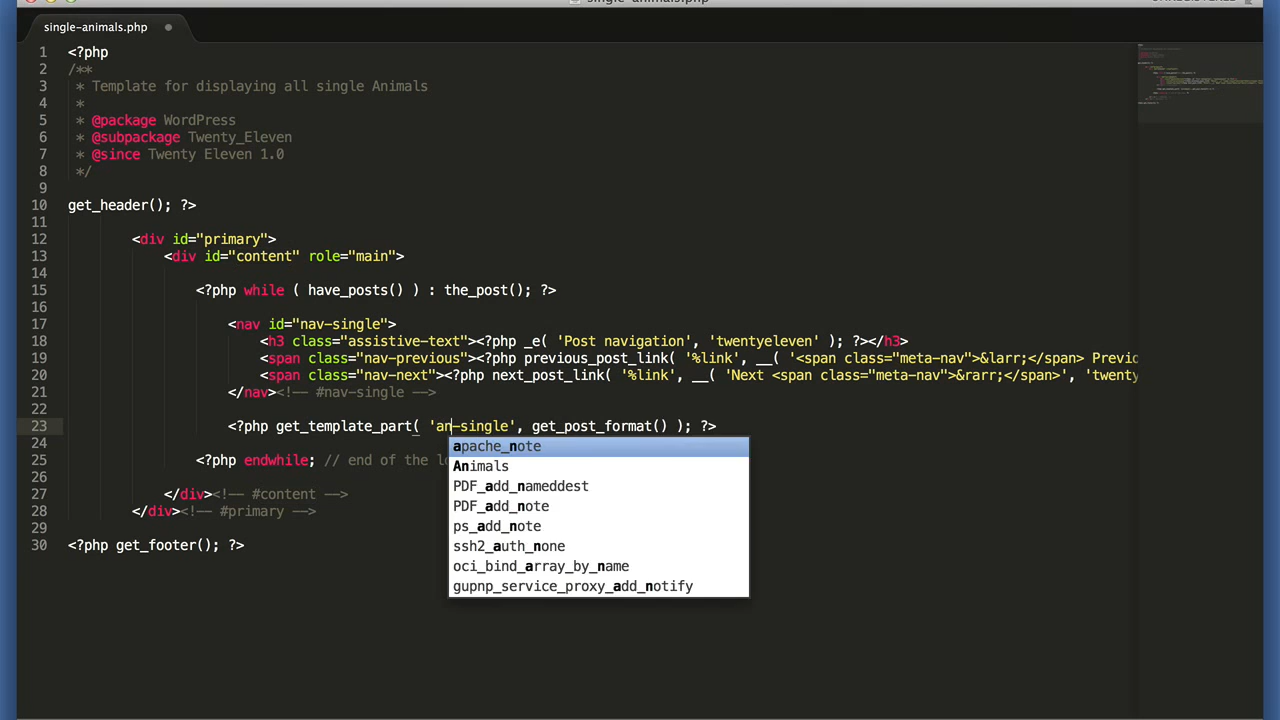 single-animals.php
single-animals.php
1 <?php
2 /**
3  * Template for displaying all single Animals
4  *
5  * @package WordPress
6  * @subpackage Twenty_Eleven
7  * @since Twenty Eleven 1.0
8  */
9
10 get_header(); ?>
11
12         <div id="primary">
13             <div id="content" role="main">
14
15                 <?php while ( have_posts() ) : the_post(); ?>
16
17                     <nav id="nav-single">
18                         <h3 class="assistive-text"><?php _e( 'Post navigation', 'twentyeleven' ); ?></h3>
19                         <span class="nav-previous"><?php previous_post_link( '%link', __( '<span class="meta-nav">&larr;</span> Previo
20                         <span class="nav-next"><?php next_post_link( '%link', __( 'Next <span class="meta-nav">&rarr;</span>', 'twenty
21                     </nav><!-- #nav-single -->
22
23                     <?php get_template_part( 'an-single', get_post_format() ); ?>
apache_note
24
Animals
25                 <?php endwhile; // end of the lo
PDF_add_nameddest
26
27             </div><!-- #content -->
PDF_add_note
28         </div><!-- #primary -->
ps_add_note
29
30 <?php get_footer(); ?>
ssh2_auth_none
oci_bind_array_by_name
gupnp_service_proxy_add_notify